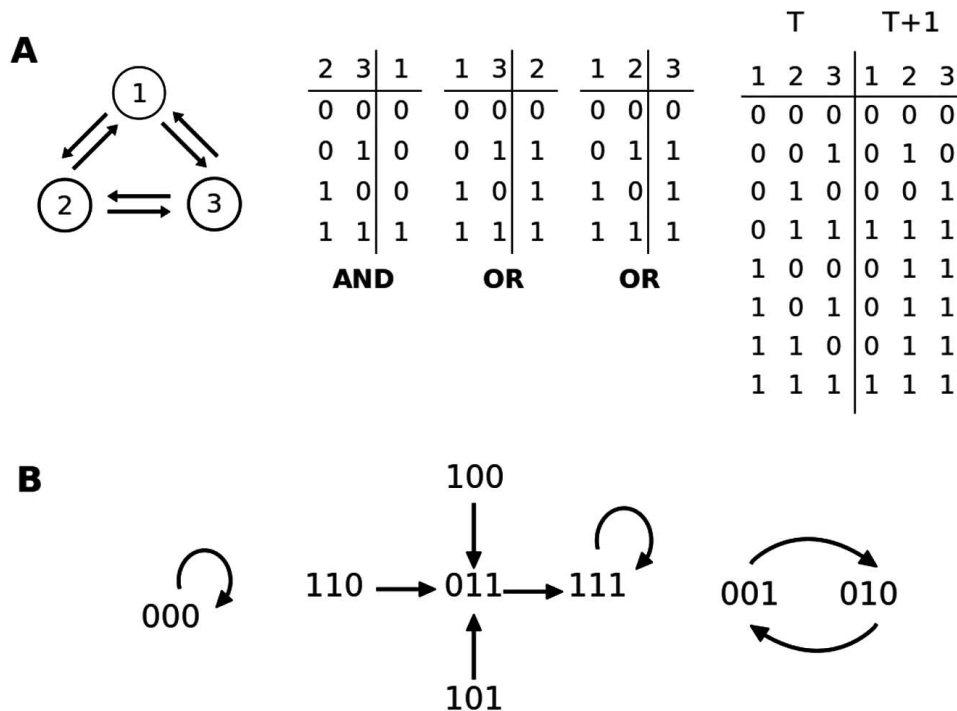 A
1
2 3
2 3 1
0 0 0
0 1 0
1 0 0
1 1 1
AND
1 3 2
0 0 0
0 1 1
1 0 1
1 1 1
OR
1 2 3
0 0 0
0 1 1
1 0 1
1 1 1
OR
T T+1
1 2 3 1 2 3
0 0 0 0 0 0
0 0 1 0 1 0
0 1 0 0 0 1
0 1 1 1 1 1
1 0 0 0 1 1
1 0 1 0 1 1
1 1 0 0 1 1
1 1 1 1 1 1
B
100
000
110 011 111
101
001 010